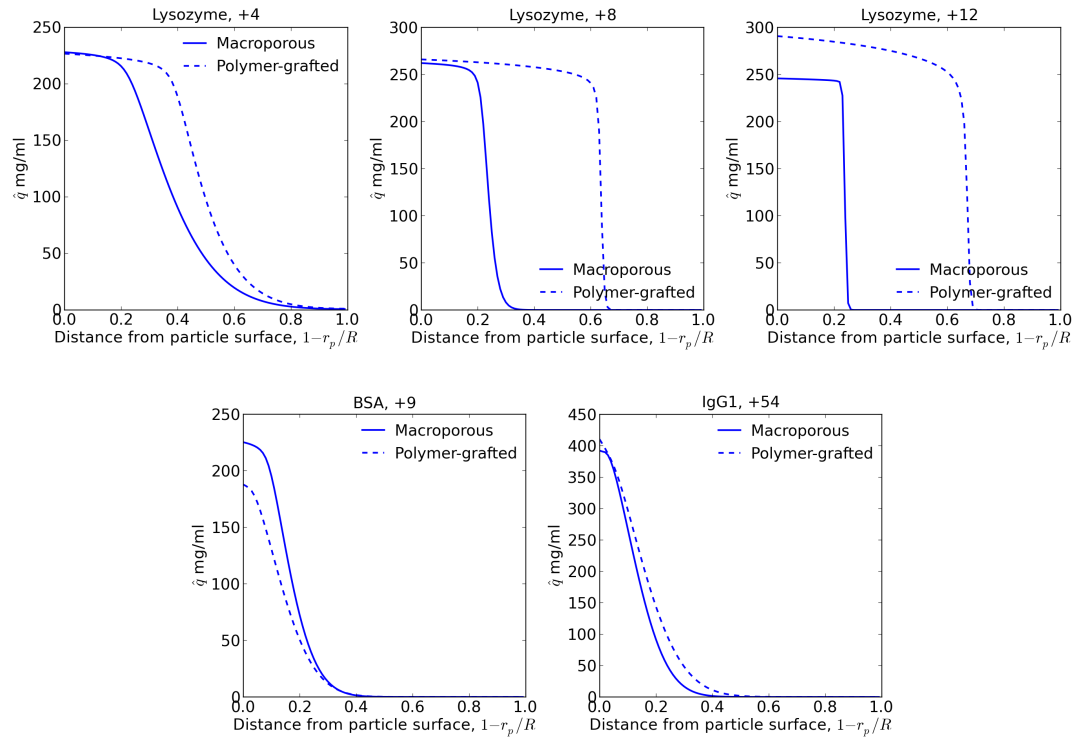 Lysozyme, +4
250
200
150
100
50
0
q̂ mg/ml
Macroporous
Polymer-grafted
0.0 0.2 0.4 0.6 0.8 1.0
Distance from particle surface, 1−r_p/R
Lysozyme, +8
300
250
200
150
100
50
0
q̂ mg/ml
Macroporous
Polymer-grafted
0.0 0.2 0.4 0.6 0.8 1.0
Distance from particle surface, 1−r_p/R
Lysozyme, +12
300
250
200
150
100
50
0
q̂ mg/ml
Macroporous
Polymer-grafted
0.0 0.2 0.4 0.6 0.8 1.0
Distance from particle surface, 1−r_p/R
BSA, +9
250
200
150
100
50
0
q̂ mg/ml
Macroporous
Polymer-grafted
0.0 0.2 0.4 0.6 0.8 1.0
Distance from particle surface, 1−r_p/R
IgG1, +54
450
400
350
300
250
200
150
100
50
0
q̂ mg/ml
Macroporous
Polymer-grafted
0.0 0.2 0.4 0.6 0.8 1.0
Distance from particle surface, 1−r_p/R